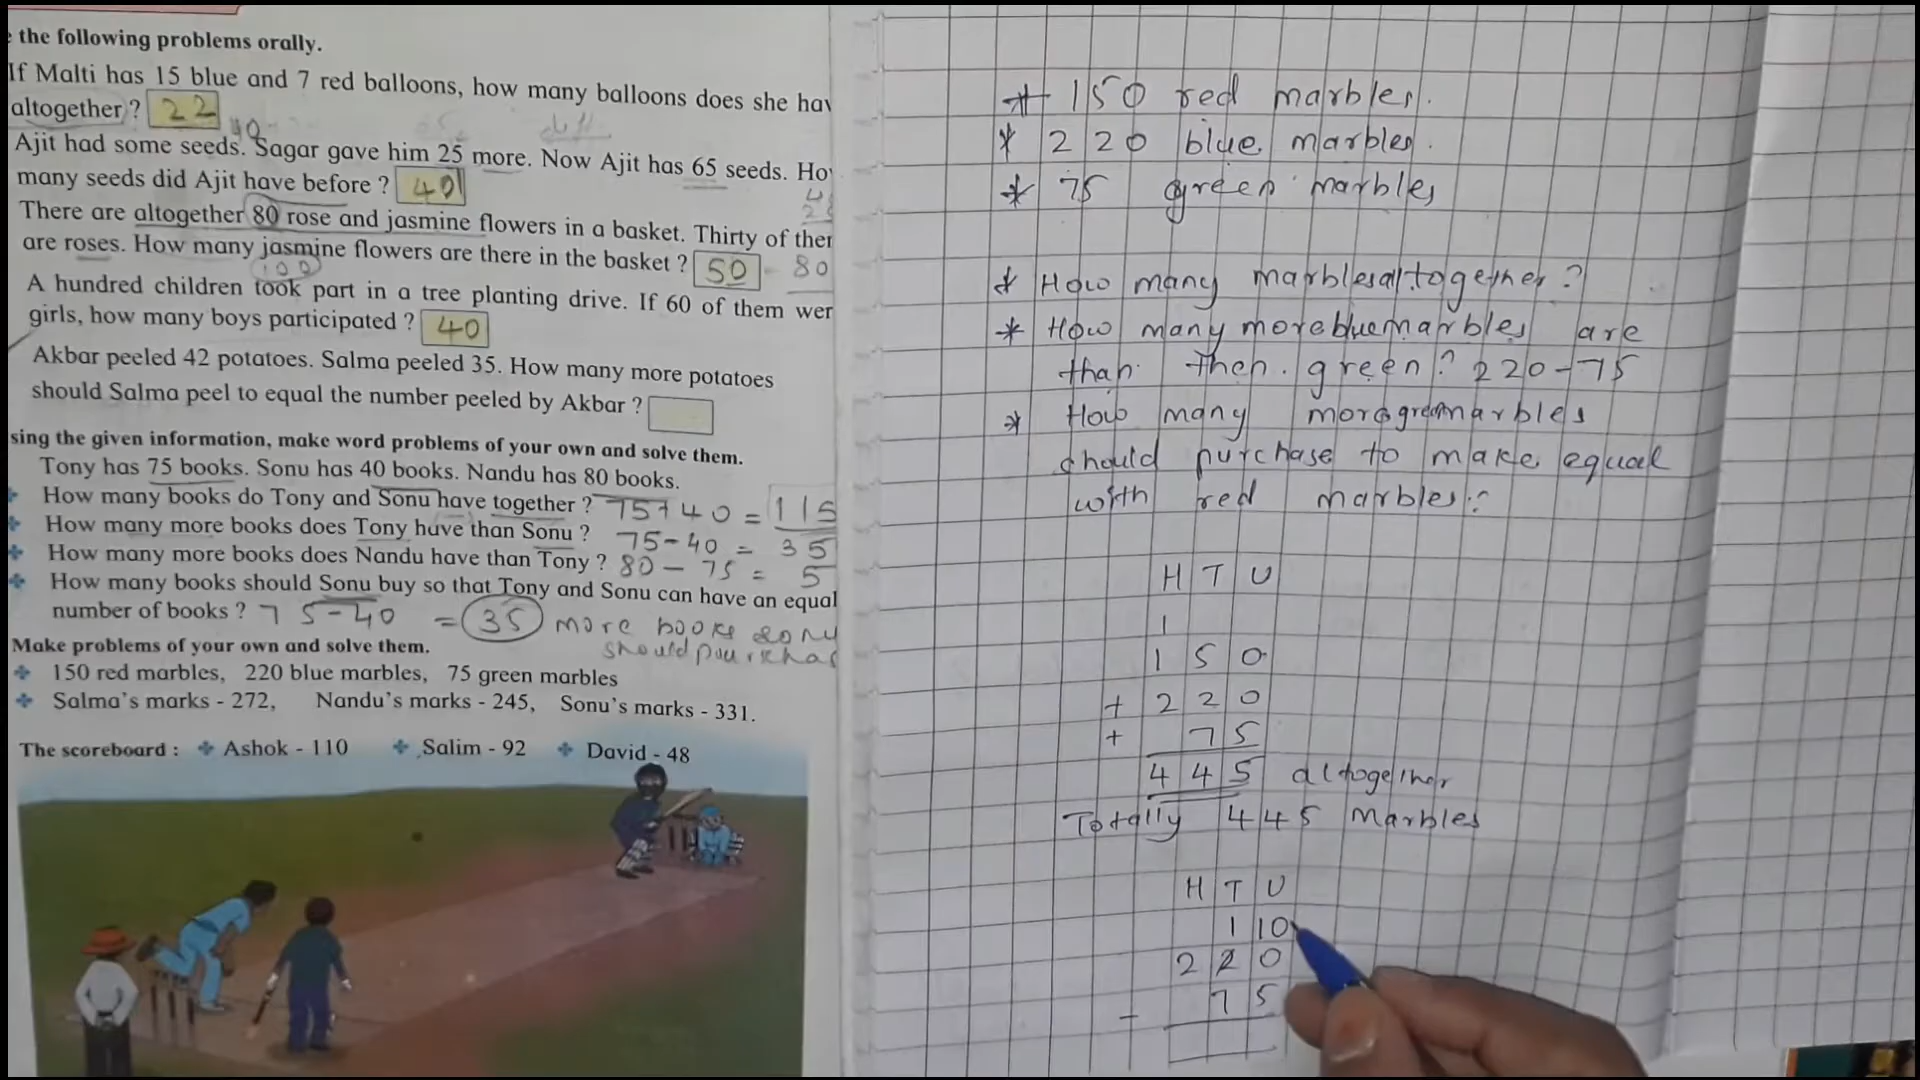 the following problems orally.
If Malti has 15 blue and 7 red balloons, how many balloons does she hav
altogether ? 22
40
Ajit had some seeds. Sagar gave him 25 more. Now Ajit has 65 seeds. Ho
many seeds did Ajit have before ? 40
There are altogether 80 rose and jasmine flowers in a basket. Thirty of ther
are roses. How many jasmine flowers are there in the basket ? 50 80
100
A hundred children took part in a tree planting drive. If 60 of them wer
girls, how many boys participated ? 40
Akbar peeled 42 potatoes. Salma peeled 35. How many more potatoes
should Salma peel to equal the number peeled by Akbar ?
sing the given information, make word problems of your own and solve them.
Tony has 75 books. Sonu has 40 books. Nandu has 80 books.
How many books do Tony and Sonu have together ? 75+40 = 115
How many more books does Tony have than Sonu ? 75-40 = 35
How many more books does Nandu have than Tony ? 80 - 75 = 5
How many books should Sonu buy so that Tony and Sonu can have an equal
number of books ? 75-40 = 35 more books sony
should pourchas
Make problems of your own and solve them.
150 red marbles, 220 blue marbles, 75 green marbles
Salma's marks - 272, Nandu's marks - 245, Sonu's marks - 331.
The scoreboard : Ashok - 110 Salim - 92 David - 48
* 150 red marbles.
* 220 blue marbles.
* 75 green marbles
* How many marbles altogether ?
* How many more blue marbles are
than then. green? 220-75
* How many more green marbles
should purchase to make equal
with red marbles?
H T U
1
1 5 0
+ 2 2 0
+ 7 5
4 4 5 altogether
Totally 445 Marbles
H T U
1 10
2 2 0
- 7 5